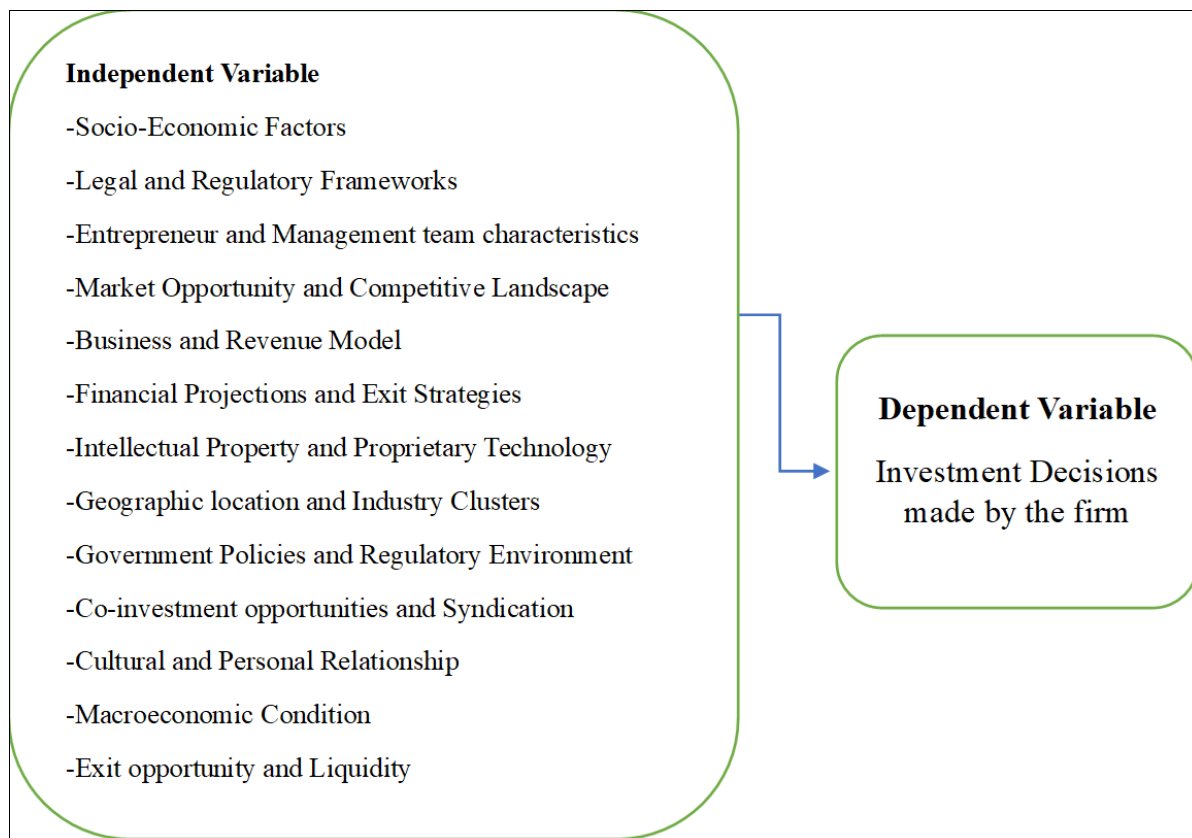 Independent Variable
-Socio-Economic Factors
-Legal and Regulatory Frameworks
-Entrepreneur and Management team characteristics
-Market Opportunity and Competitive Landscape
-Business and Revenue Model
-Financial Projections and Exit Strategies
-Intellectual Property and Proprietary Technology
-Geographic location and Industry Clusters
-Government Policies and Regulatory Environment
-Co-investment opportunities and Syndication
-Cultural and Personal Relationship
-Macroeconomic Condition
-Exit opportunity and Liquidity
Dependent Variable
Investment Decisions
made by the firm